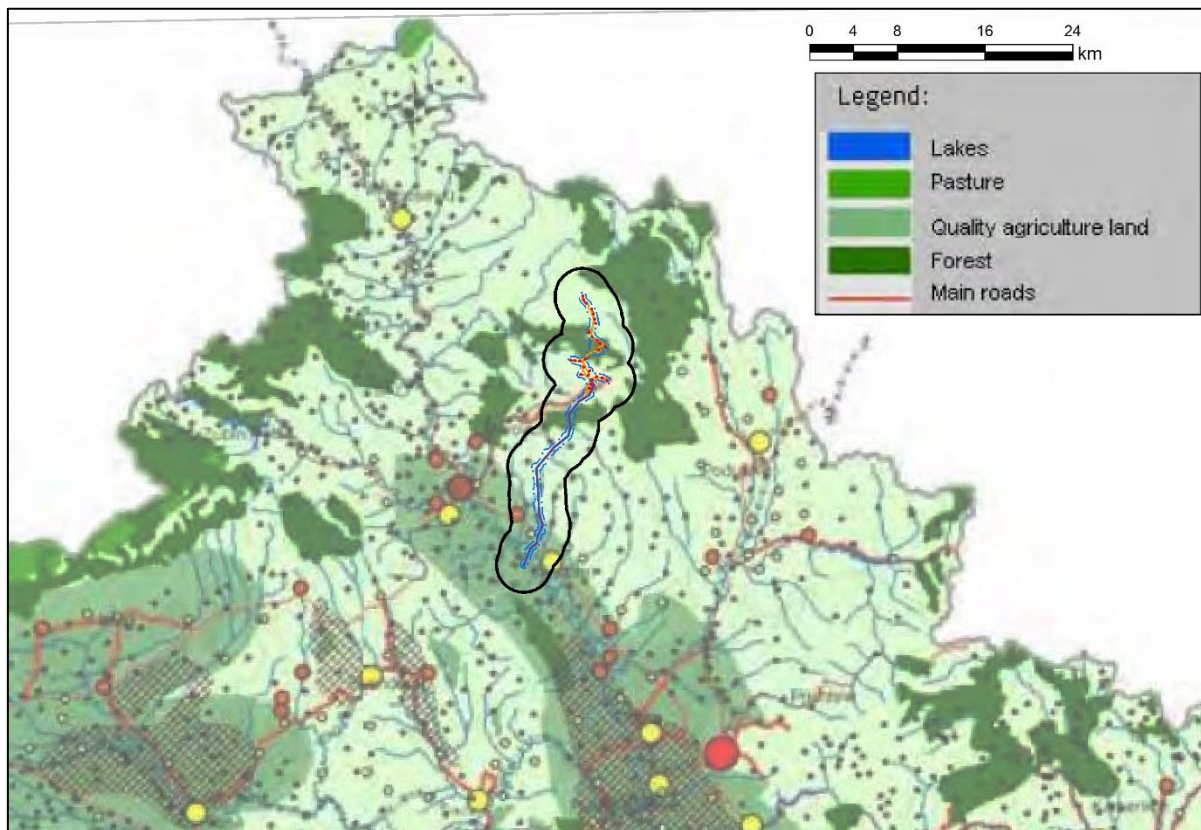 0 4 8 16 24
km
Legend:
Lakes
Pasture
Quality agriculture land
Forest
Main roads